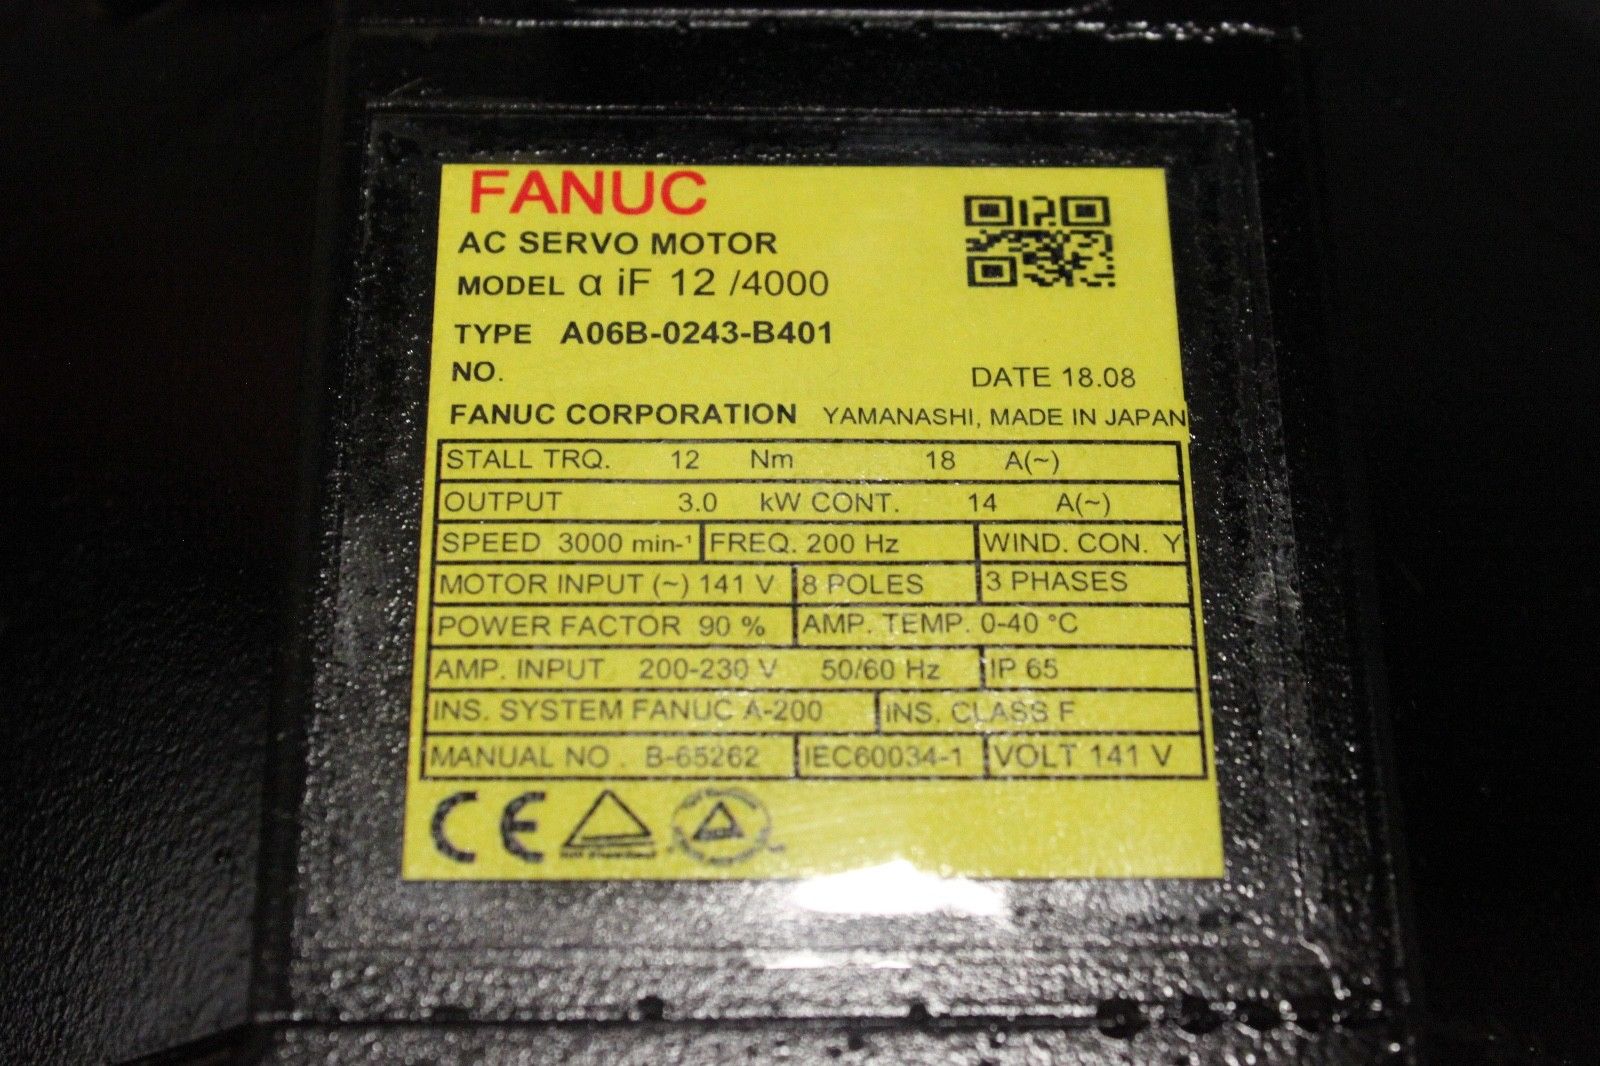 FANUC
AC SERVO MOTOR
MODEL α iF 12 /4000
TYPE A06B-0243-B401
NO.
DATE 18.08
FANUC CORPORATION YAMANASHI, MADE IN JAPAN
STALL TRQ. 12 Nm 18 A(~)
OUTPUT 3.0 kW CONT. 14 A(~)
SPEED 3000 min-¹ FREQ. 200 Hz WIND. CON. Y
MOTOR INPUT (~) 141 V 8 POLES 3 PHASES
POWER FACTOR 90 % AMP. TEMP. 0-40 °C
AMP. INPUT 200-230 V 50/60 Hz IP 65
INS. SYSTEM FANUC A-200 INS. CLASS F
MANUAL NO . B-65262 IEC60034-1 VOLT 141 V
CE